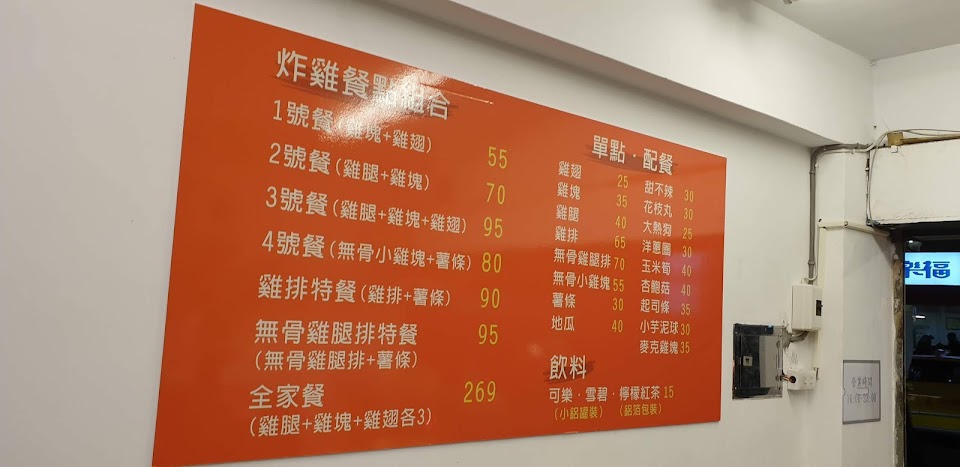 炸雞餐點組合
1號餐(雞塊+雞翅) 55
2號餐(雞腿+雞塊) 70
3號餐(雞腿+雞塊+雞翅) 95
4號餐(無骨小雞塊+薯條) 80
雞排特餐(雞排+薯條) 90
無骨雞腿排特餐 95
(無骨雞腿排+薯條)
全家餐 269
(雞腿+雞塊+雞翅各3)
單點·配餐
雞翅 25
雞塊 35
雞腿 40
雞排 65
無骨雞腿排 70
無骨小雞塊 55
薯條 30
地瓜 40
甜不辣 30
花枝丸 30
大熱狗 25
洋蔥圈 30
玉米筍 40
杏鮑菇 40
起司條 35
小芋泥球 30
麥克雞塊 35
飲料
可樂·雪碧·檸檬紅茶 15
(小鋁罐裝) (鋁箔包裝)
樂福
營業時間